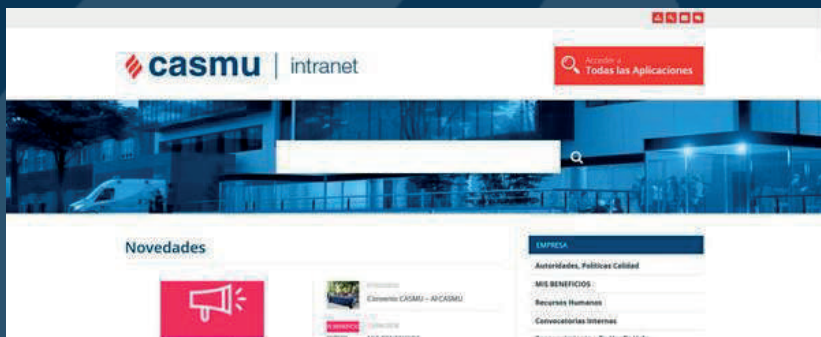 casmu | intranet
Acceder a
Todas las Aplicaciones
Novedades
Convenio CASMU – AFCASMU
EMPRESA
Autoridades, Políticas Calidad
MIS BENEFICIOS
Recursos Humanos
Convocatorias Internas